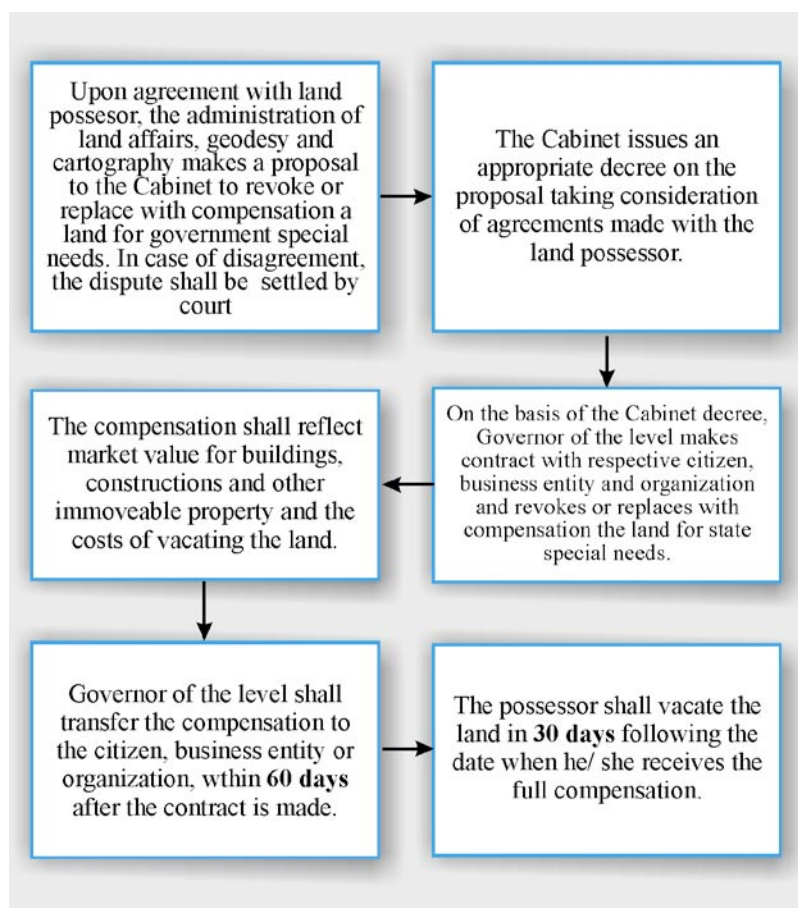 Upon agreement with land
possesor, the administration of
land affairs, geodesy and
cartography makes a proposal
to the Cabinet to revoke or
replace with compensation a
land for government special
needs. In case of disagreement,
the dispute shall be settled by
court
The Cabinet issues an
appropriate decree on the
proposal taking consideration
of agreements made with the
land possessor.
On the basis of the Cabinet decree,
Governor of the level makes
contract with respective citizen,
business entity and organization
and revokes or replaces with
compensation the land for state
special needs.
The compensation shall reflect
market value for buildings,
constructions and other
immoveable property and the
costs of vacating the land.
Governor of the level shall
transfer the compensation to
the citizen, business entity or
organization, wthin 60 days
after the contract is made.
The possessor shall vacate the
land in 30 days following the
date when he/ she receives the
full compensation.